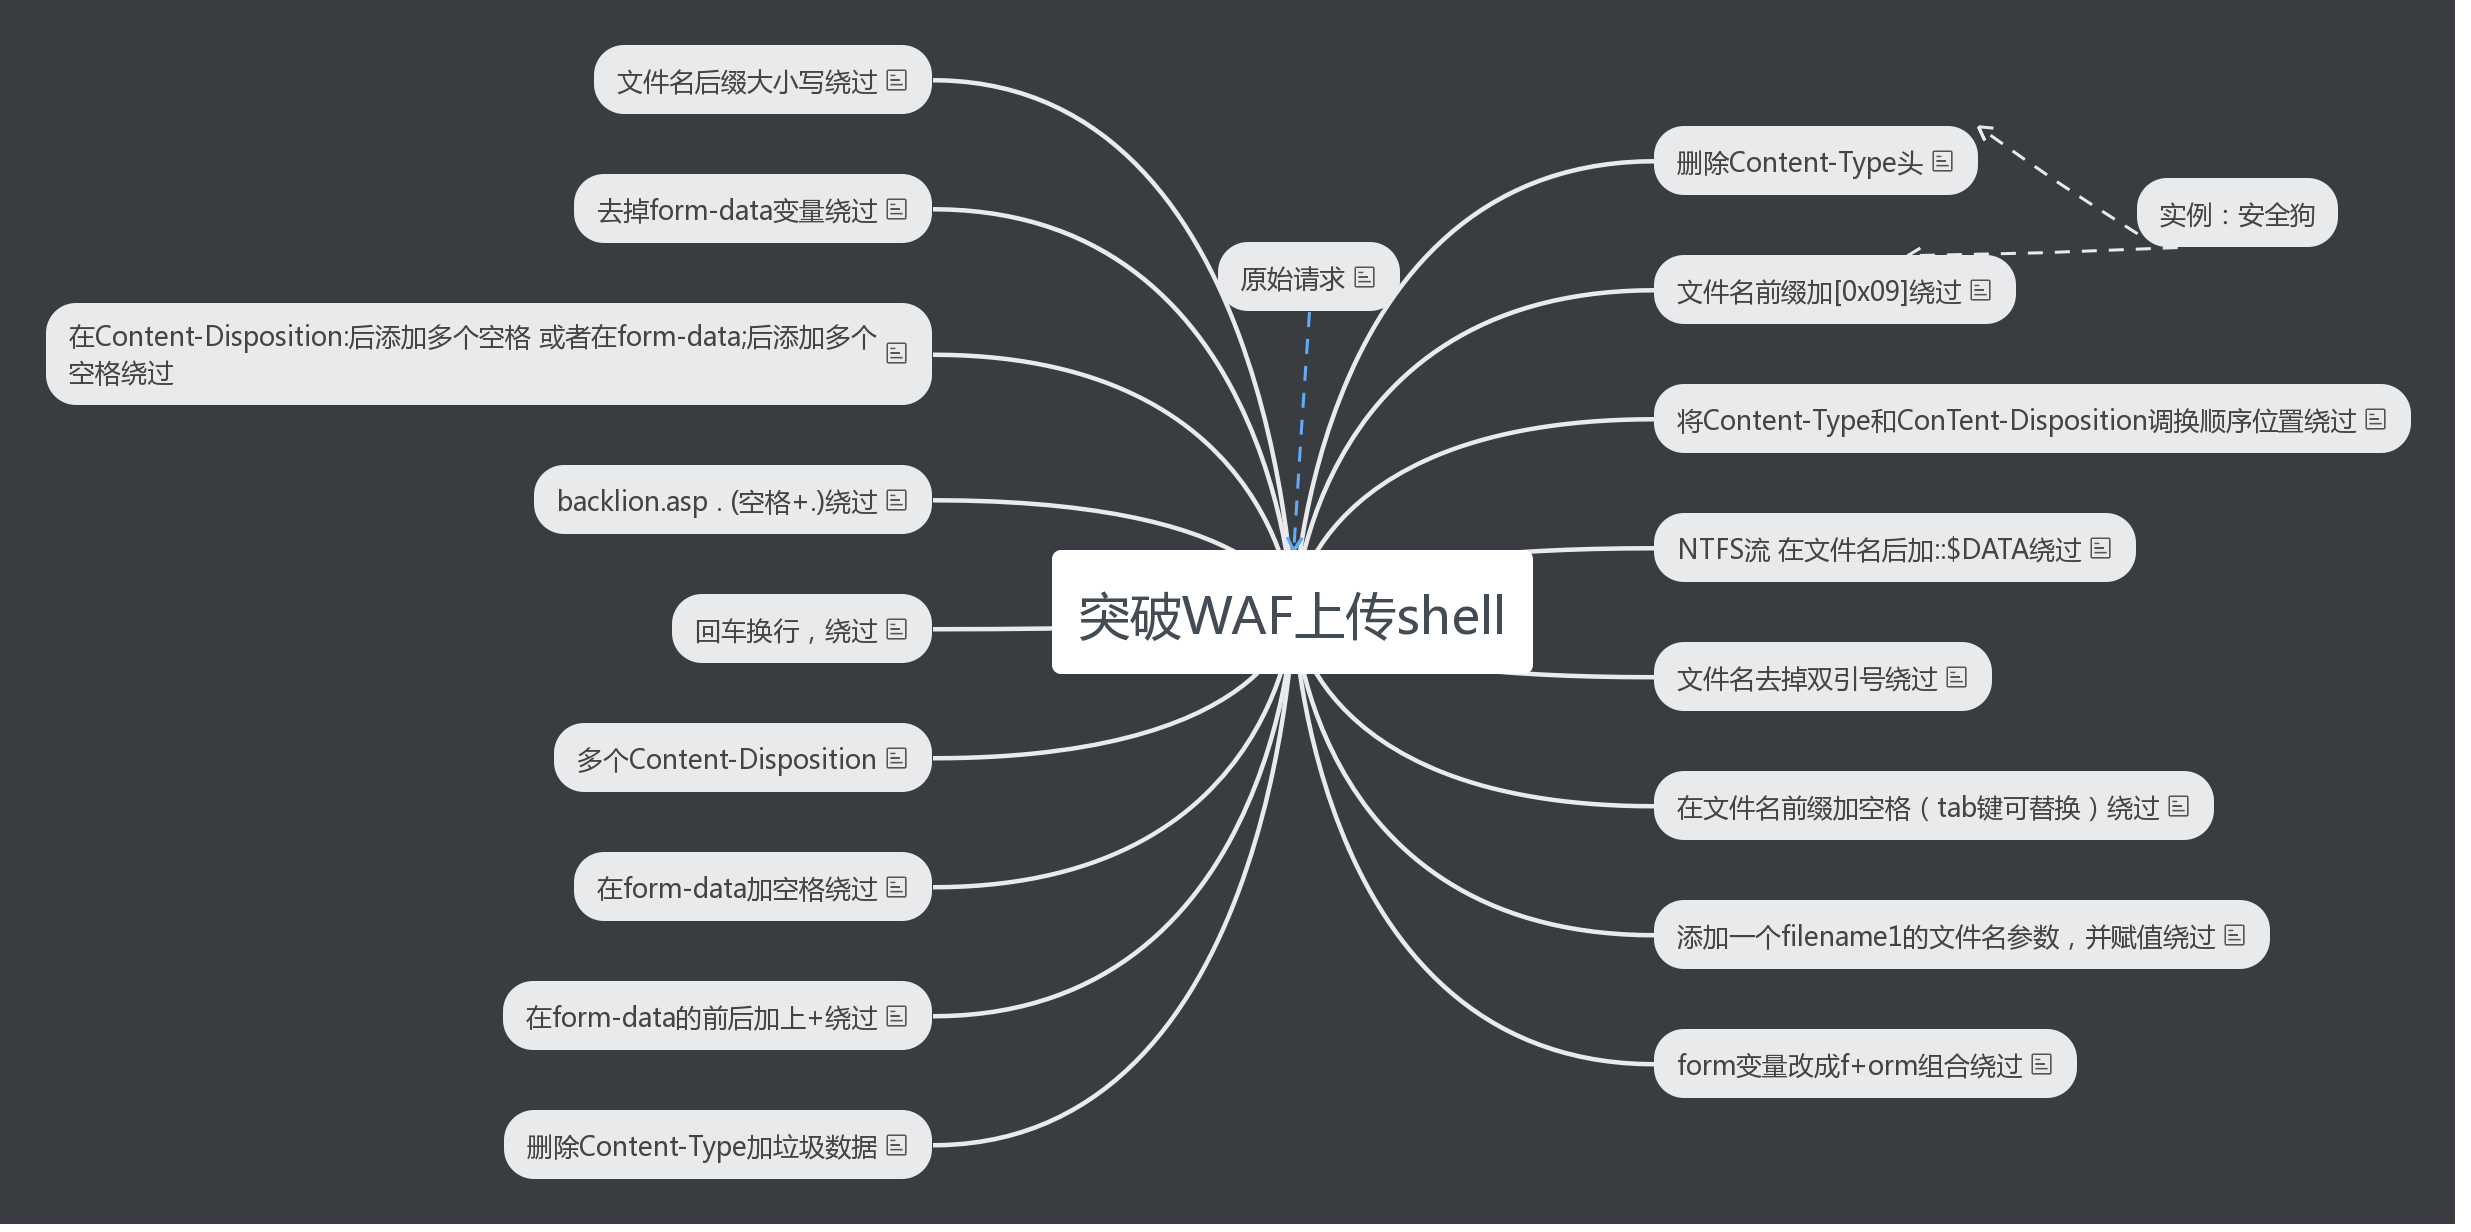 文件名后缀大小写绕过
去掉form-data变量绕过
在Content-Disposition:后添加多个空格 或者在form-data;后添加多个
空格绕过
backlion.asp . (空格+.)绕过
回车换行，绕过
多个Content-Disposition
在form-data加空格绕过
在form-data的前后加上+绕过
删除Content-Type加垃圾数据
原始请求
突破WAF上传shell
删除Content-Type头
实例：安全狗
文件名前缀加[0x09]绕过
将Content-Type和ConTent-Disposition调换顺序位置绕过
NTFS流 在文件名后加::$DATA绕过
文件名去掉双引号绕过
在文件名前缀加空格（tab键可替换）绕过
添加一个filename1的文件名参数，并赋值绕过
form变量改成f+orm组合绕过